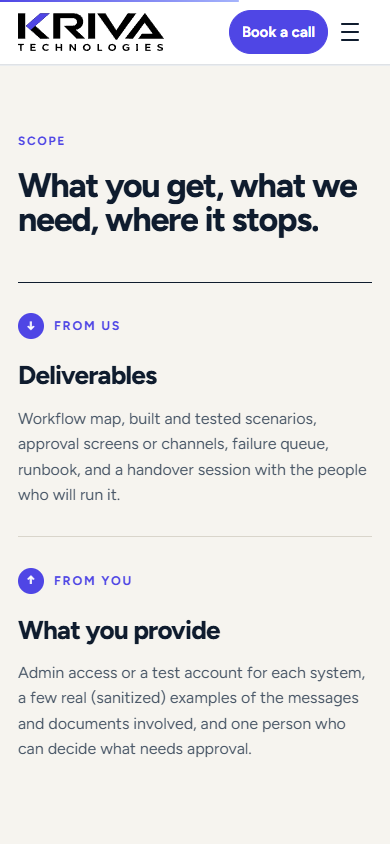 KRIVA
TECHNOLOGIES
Book a call
SCOPE
What you get, what we
need, where it stops.
FROM US
Deliverables
Workflow map, built and tested scenarios,
approval screens or channels, failure queue,
runbook, and a handover session with the people
who will run it.
FROM YOU
What you provide
Admin access or a test account for each system,
a few real (sanitized) examples of the messages
and documents involved, and one person who
can decide what needs approval.